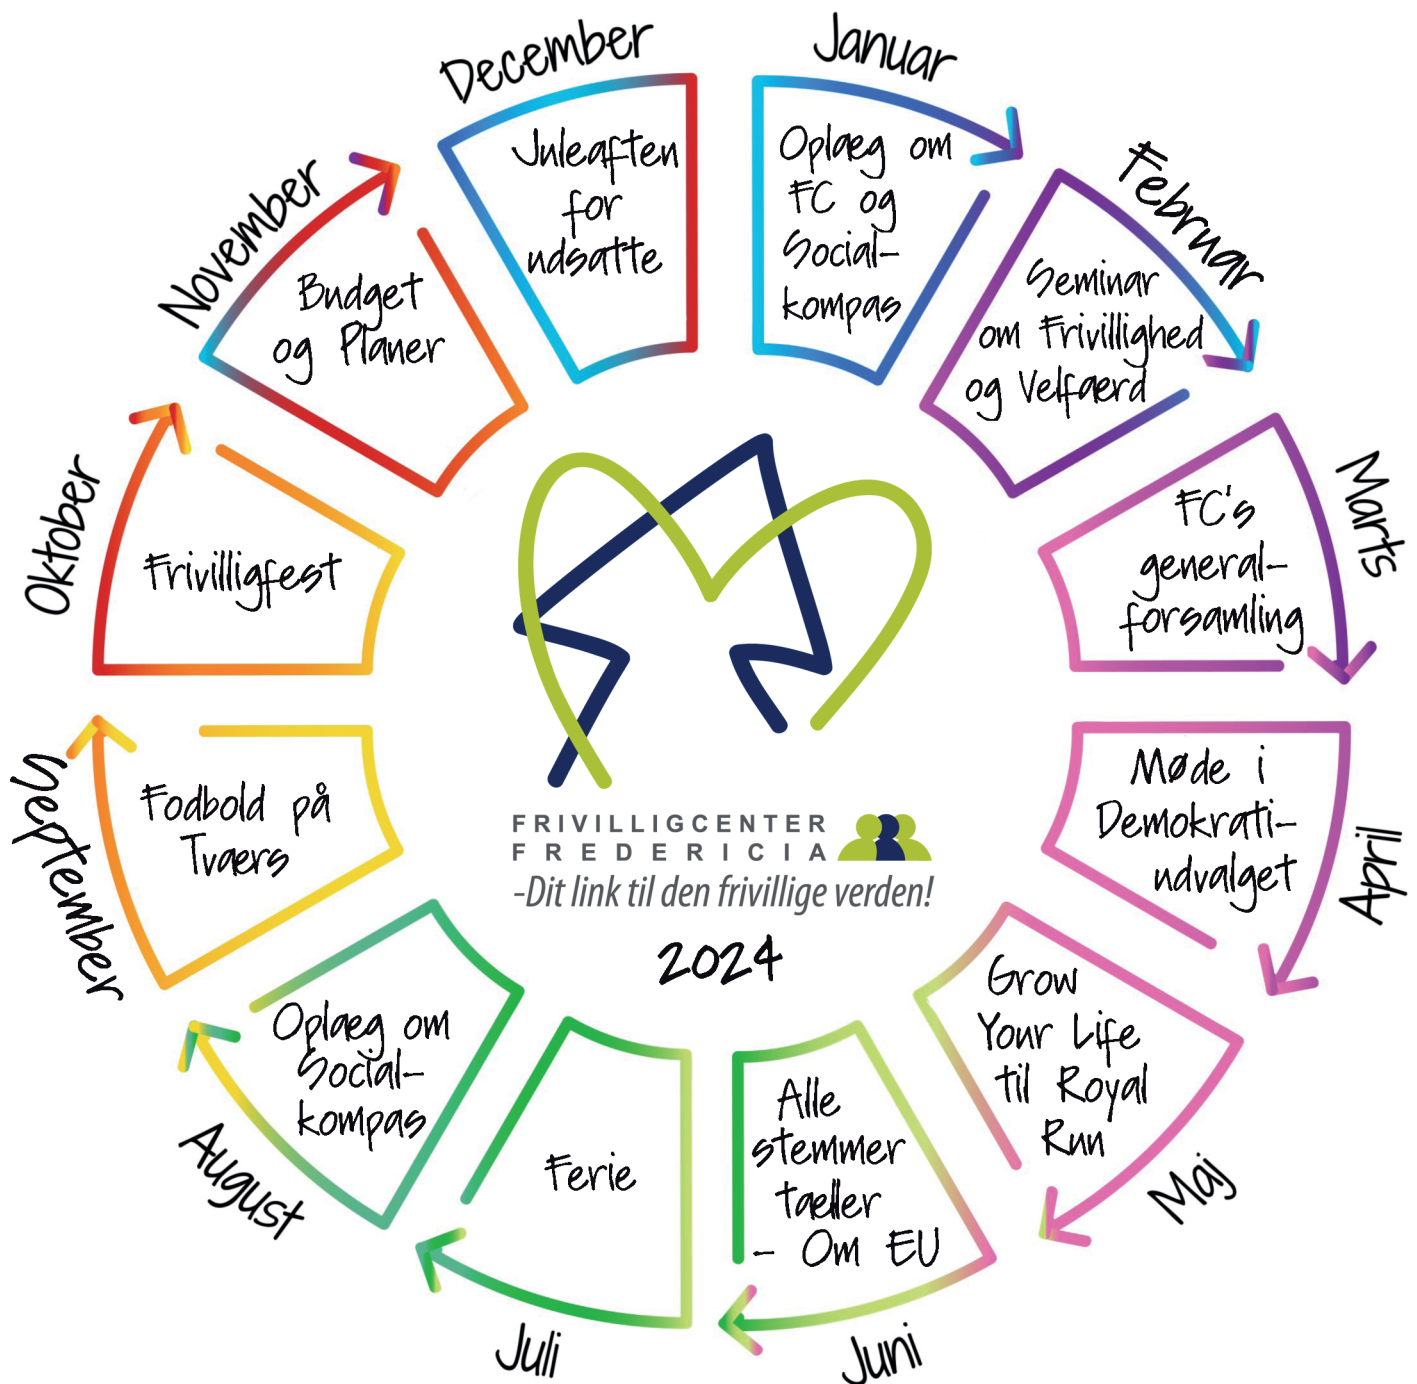 Januar
Oplæg om
FC og
Social-
kompas
Februar
Seminar
om Frivillighed
og Velfærd
Marts
FC's
general-
forsamling
April
Møde i
Demokrati-
udvalget
Maj
Grow
Your Life
til Royal
Run
Juni
Alle
stemmer
tæller
- Om EU
Juli
Ferie
August
Oplæg om
Social-
kompas
September
Fodbold på
Tværs
Oktober
Frivilligfest
November
Budget
og Planer
December
Juleaften
for
udsatte
FRIVILLIGCENTER
FREDERICIA
-Dit link til den frivillige verden!
2024